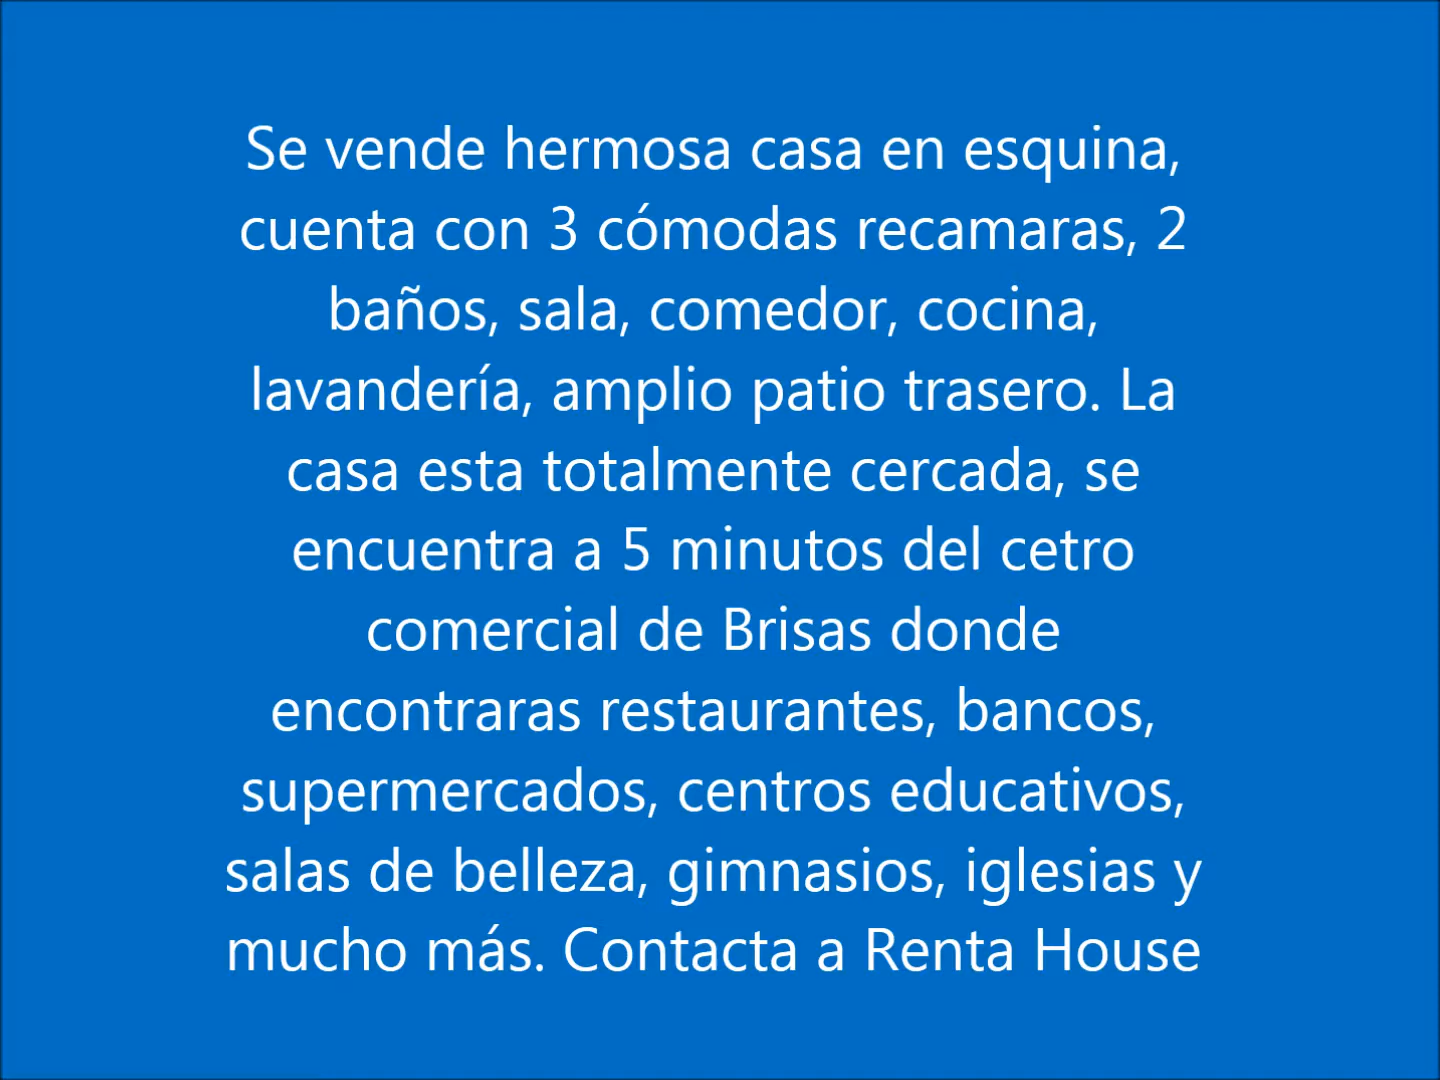 Se vende hermosa casa en esquina,
cuenta con 3 cómodas recamaras, 2
baños, sala, comedor, cocina,
lavandería, amplio patio trasero. La
casa esta totalmente cercada, se
encuentra a 5 minutos del cetro
comercial de Brisas donde
encontraras restaurantes, bancos,
supermercados, centros educativos,
salas de belleza, gimnasios, iglesias y
mucho más. Contacta a Renta House